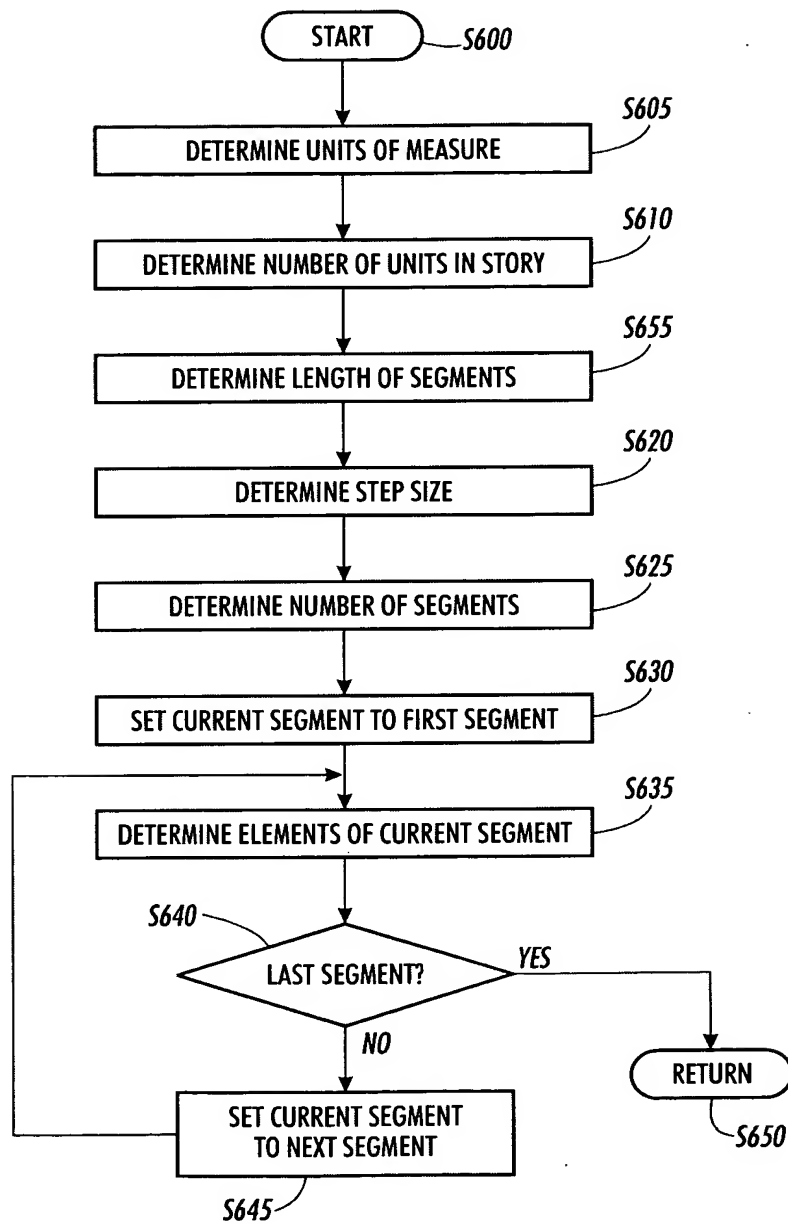 START
S600
S605
DETERMINE UNITS OF MEASURE
S610
DETERMINE NUMBER OF UNITS IN STORY
S655
DETERMINE LENGTH OF SEGMENTS
S620
DETERMINE STEP SIZE
S625
DETERMINE NUMBER OF SEGMENTS
S630
SET CURRENT SEGMENT TO FIRST SEGMENT
S635
DETERMINE ELEMENTS OF CURRENT SEGMENT
S640
LAST SEGMENT?
YES
NO
RETURN
S650
SET CURRENT SEGMENT
TO NEXT SEGMENT
S645